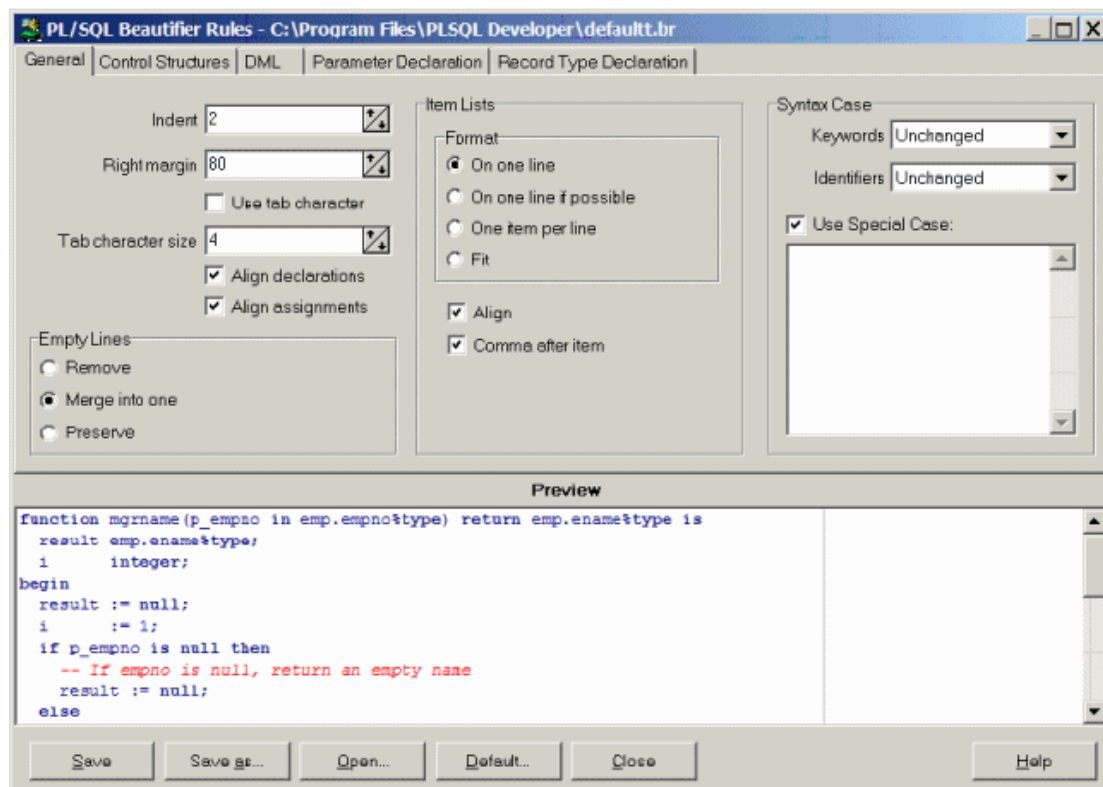 PL/SQL Beautifier Rules - C:\Program Files\PLSQL Developer\defaultt.br
General
Control Structures
DML
Parameter Declaration
Record Type Declaration
Indent 2
Right margin 80
Use tab character
Tab character size 4
Align declarations
Align assignments
Empty Lines
Remove
Merge into one
Preserve
Item Lists
Format
On one line
On one line if possible
One item per line
Fit
Align
Comma after item
Syntax Case
Keywords Unchanged
Identifiers Unchanged
Use Special Case:
Preview
function mgrname(p_empno in emp.empno%type) return emp.ename%type is
  result emp.ename%type;
  i      integer;
begin
  result := null;
  i      := 1;
  if p_empno is null then
    -- If empno is null, return an empty name
    result := null;
  else
Save
Save as...
Open...
Default...
Close
Help